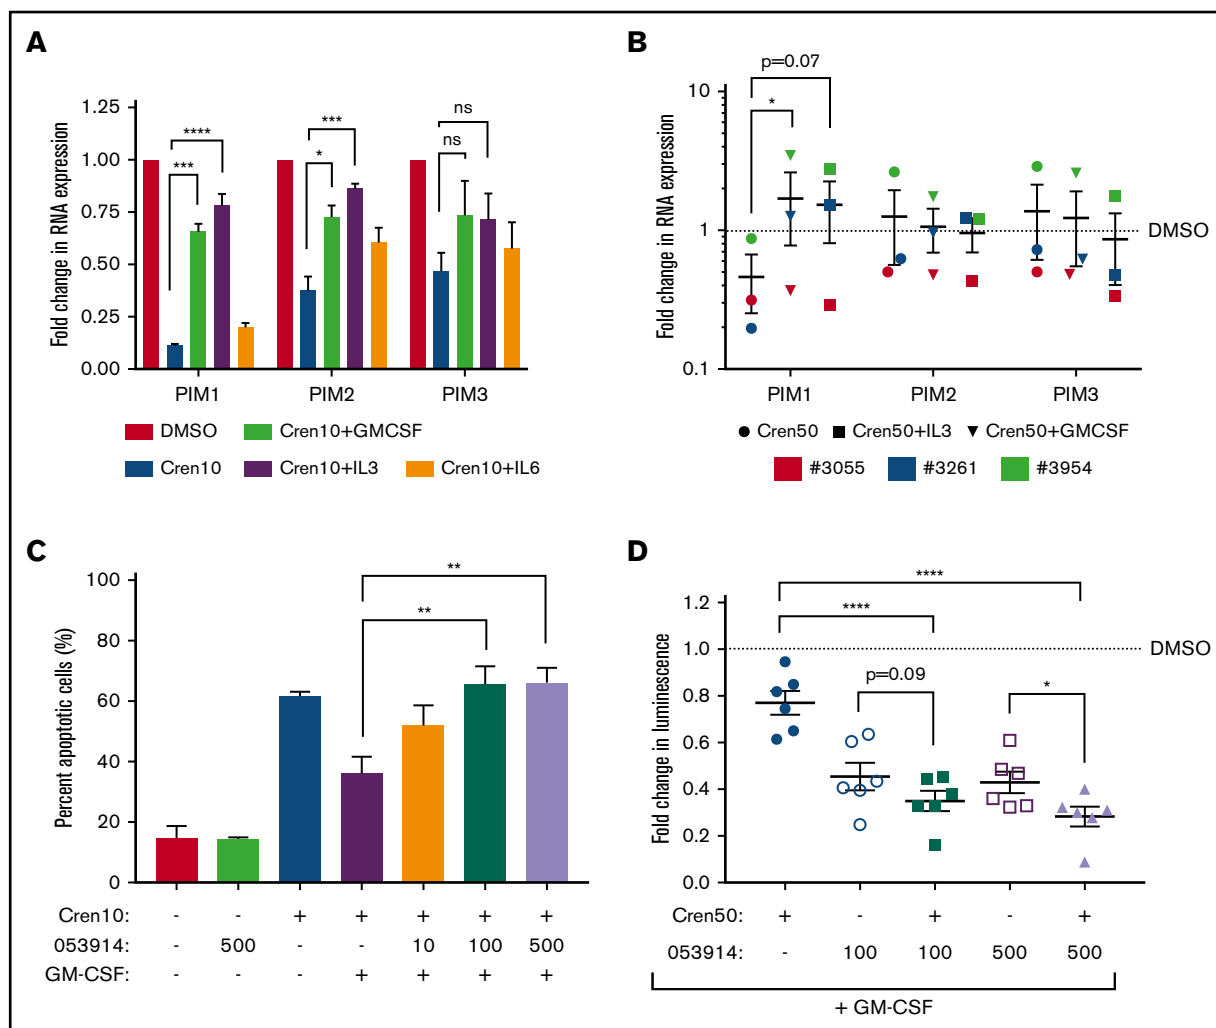 A
Fold change in RNA expression
1.25
1.00
0.75
0.50
0.25
0.00
****
***
***
*
ns
ns
PIM1 PIM2 PIM3
DMSO Cren10+GMCSF
Cren10 Cren10+IL3 Cren10+IL6
B
Fold change in RNA expression
10
1
0.1
p=0.07
*
DMSO
PIM1 PIM2 PIM3
Cren50 Cren50+IL3 Cren50+GMCSF
#3055 #3261 #3954
C
Percent apoptotic cells (%)
100
80
60
40
20
0
**
**
Cren10: - - + + + + +
053914: - 500 - - 10 100 500
GM-CSF: - - - + + + +
D
Fold change in luminescence
1.2
1.0
0.8
0.6
0.4
0.2
0.0
****
****
p=0.09
*
DMSO
Cren50: + - + - +
053914: - 100 100 500 500
+ GM-CSF